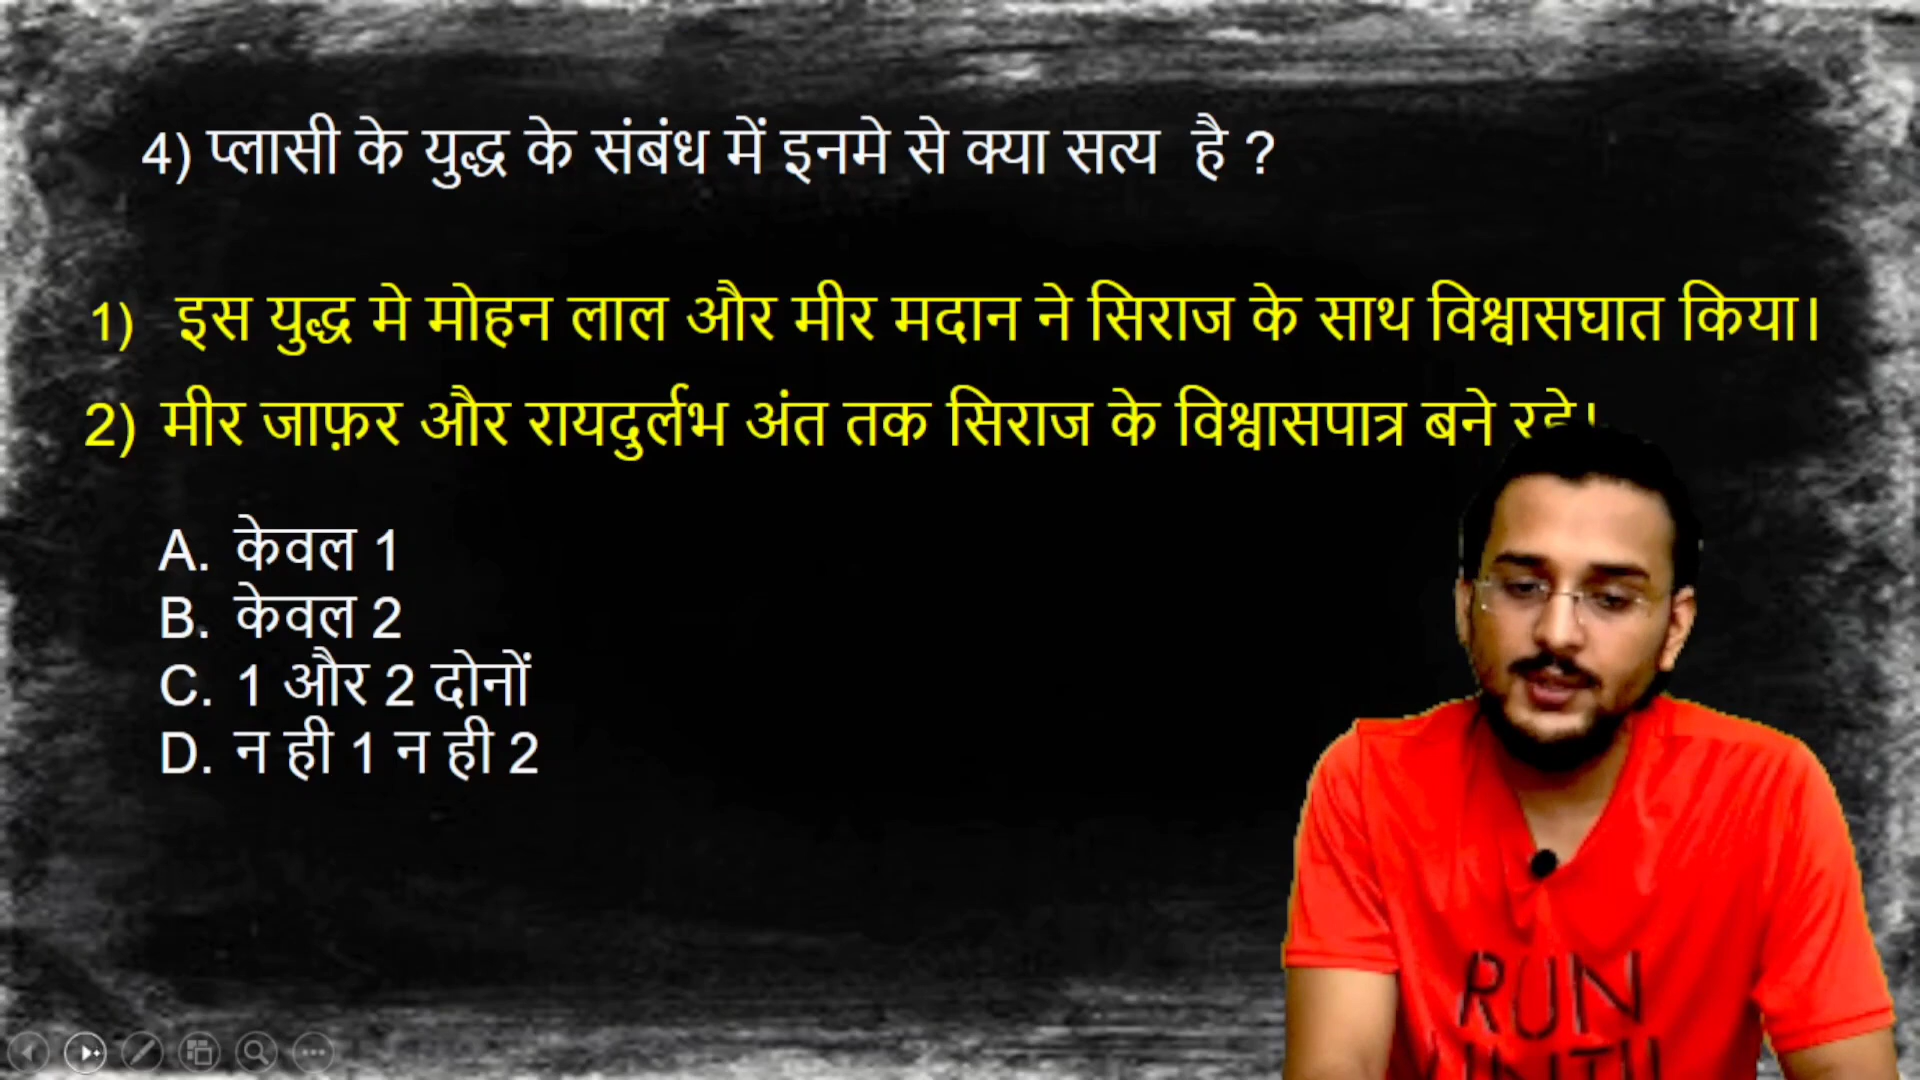 4) प्लासी के युद्ध के संबंध में इनमे से क्या सत्य है ?
1) इस युद्ध मे मोहन लाल और मीर मदान ने सिराज के साथ विश्वासघात किया।
2) मीर जाफ़र और रायदुर्लभ अंत तक सिराज के विश्वासपात्र बने रहे।
A. केवल 1
B. केवल 2
C. 1 और 2 दोनों
D. न ही 1 न ही 2
RUN